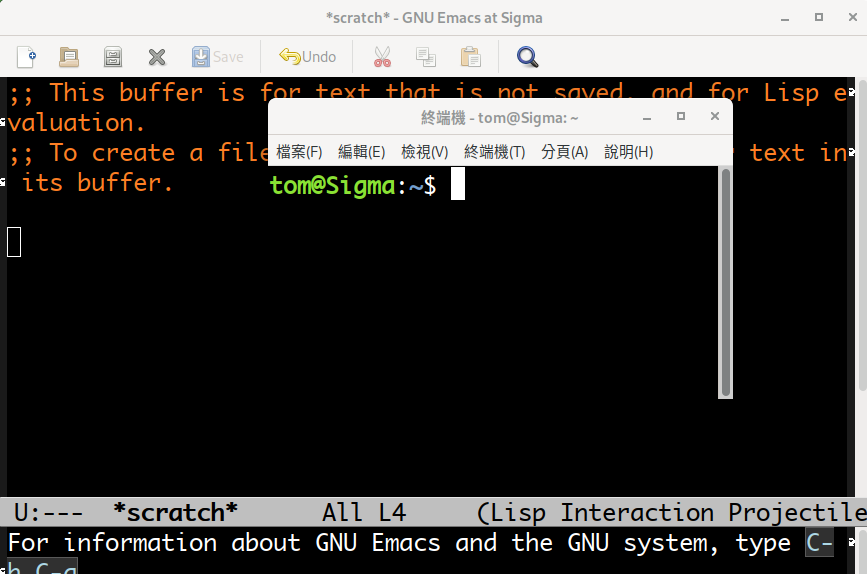 *scratch* - GNU Emacs at Sigma
Save Undo
;; This buffer is for text that is not saved, and for Lisp e
valuation.
;; To create a file text in
its buffer.
終端機 - tom@Sigma: ~
檔案(F) 編輯(E) 檢視(V) 終端機(T) 分頁(A) 說明(H)
tom@Sigma:~$
U:--- *scratch* All L4 (Lisp Interaction Projectile
For information about GNU Emacs and the GNU system, type C-
h C-a